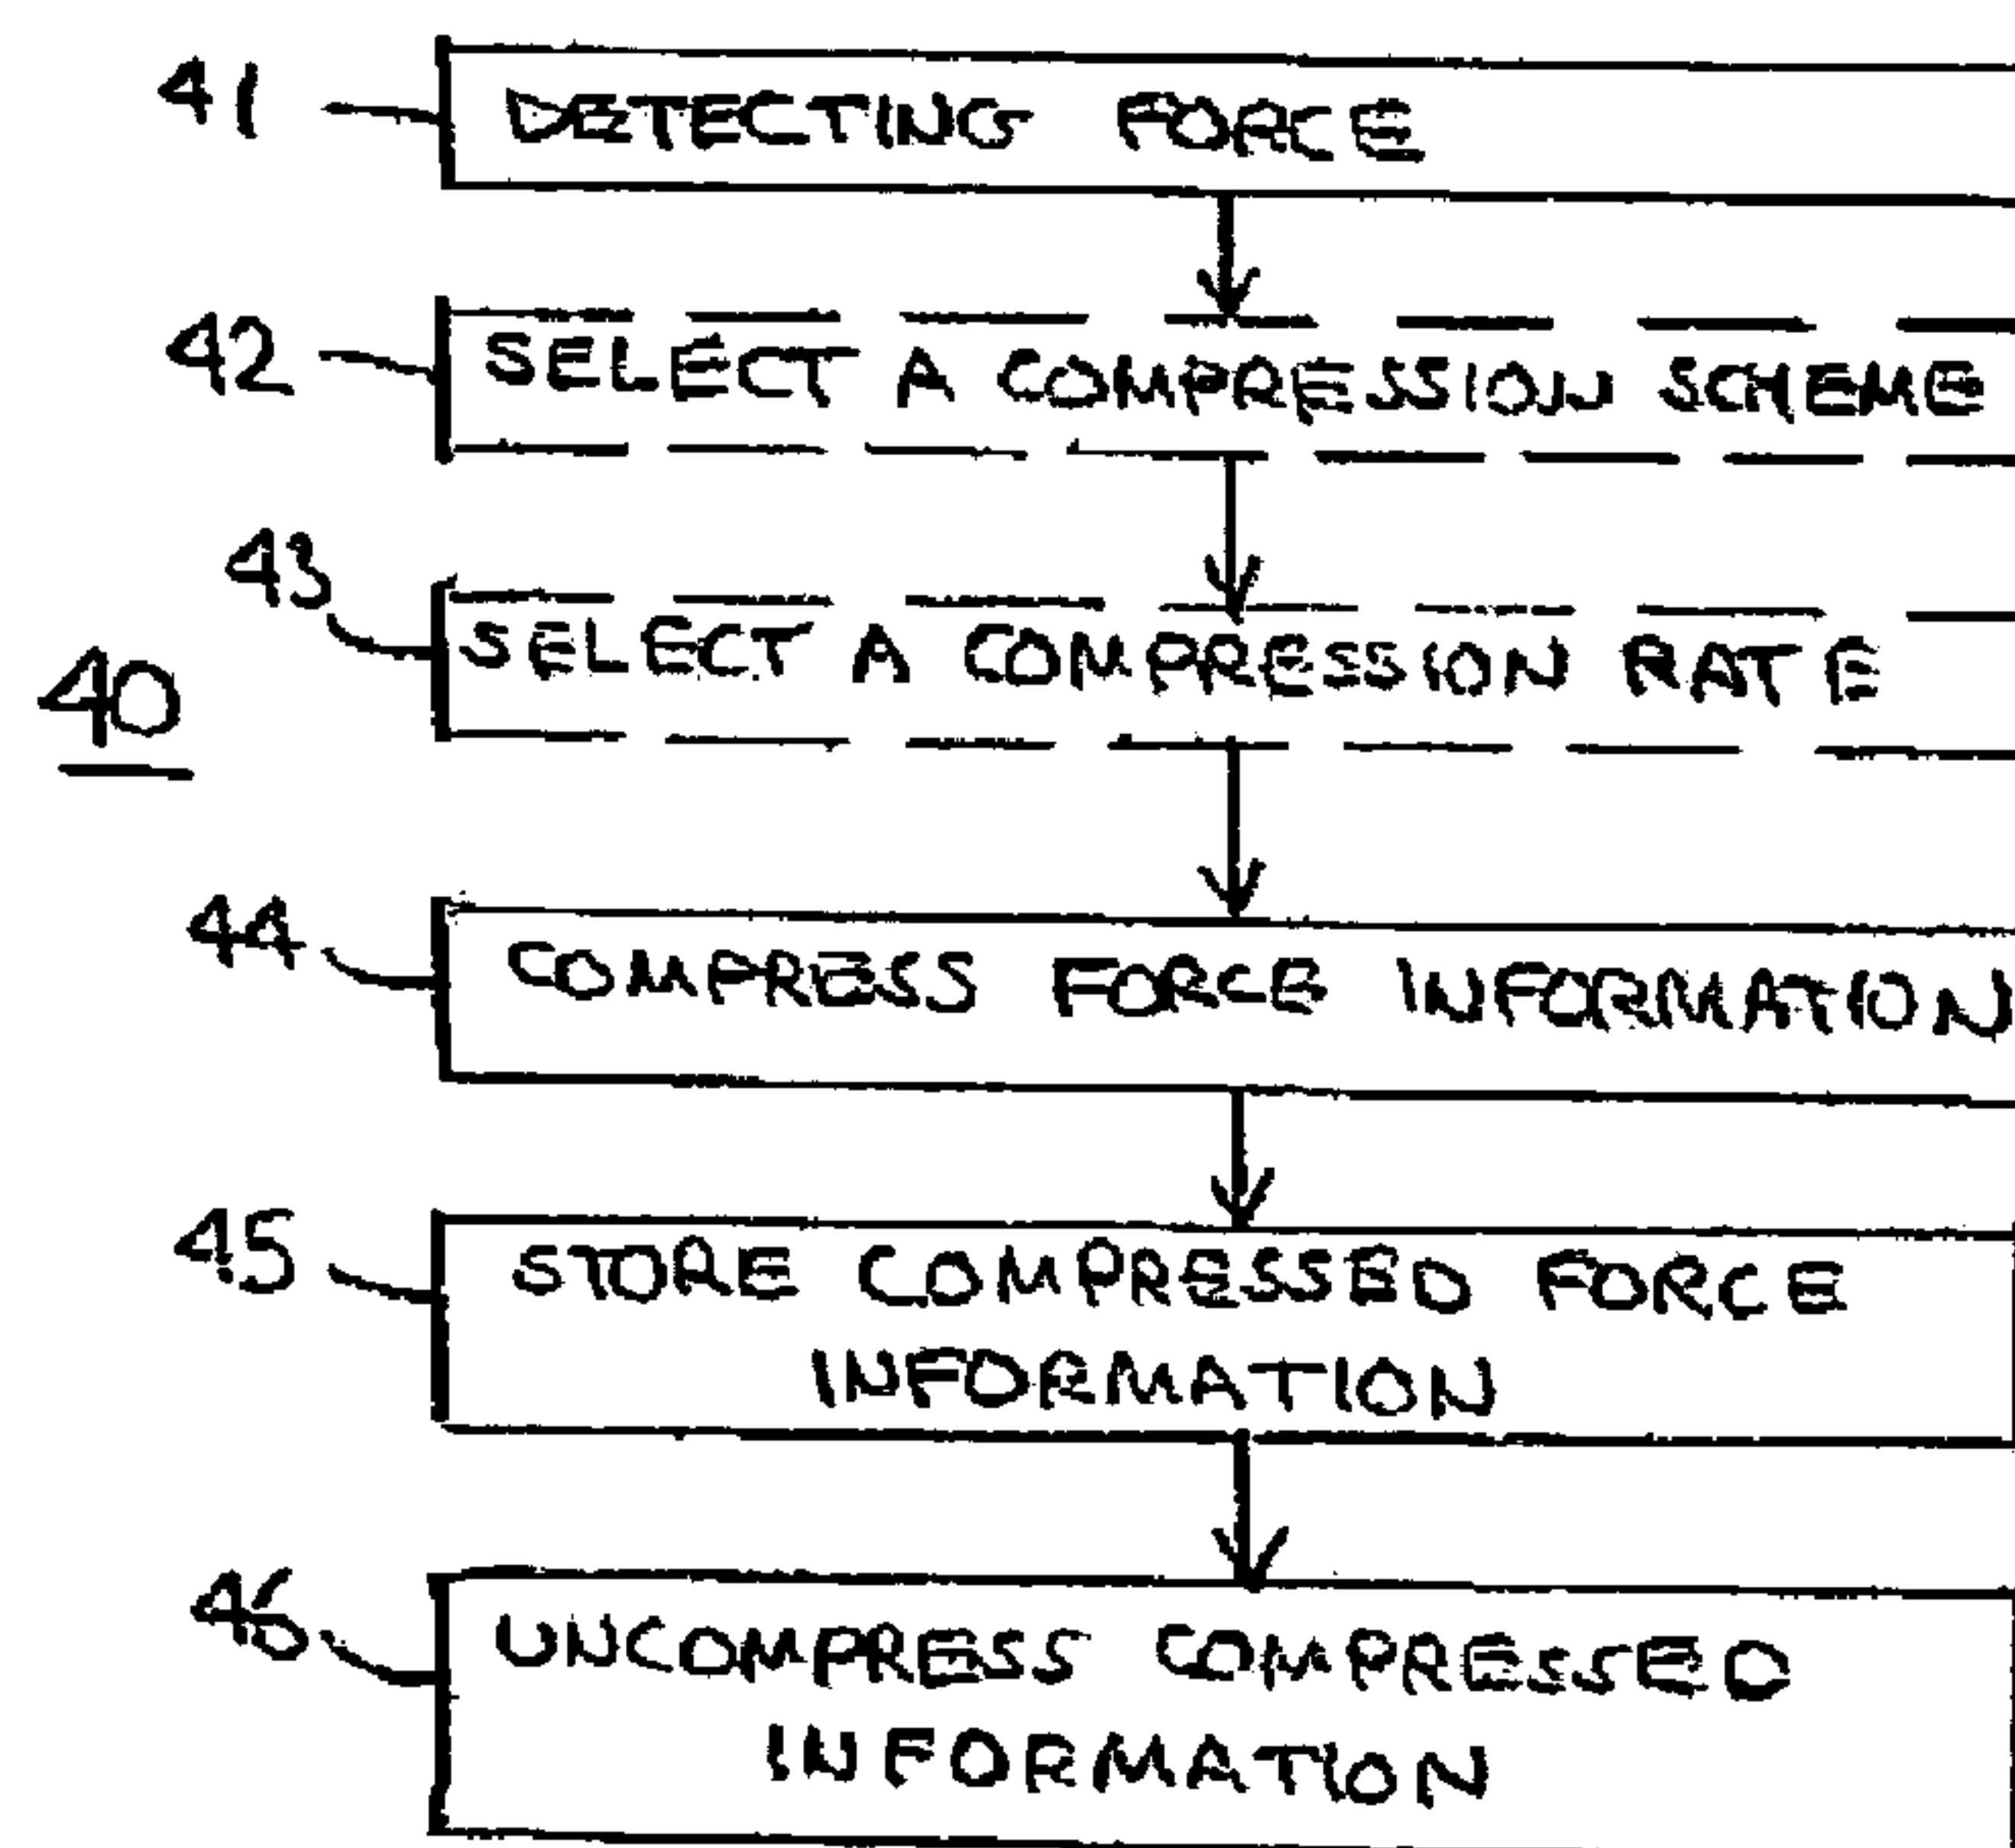 41 DETECTING FORCE
42 SELECT A COMPRESSION SCHEME
43 SELECT A COMPRESSION RATE
40
44 COMPRESS FORCE INFORMATION
45 STORE COMPRESSED FORCE
INFORMATION
46 UNCOMPRESS COMPRESSED
INFORMATION